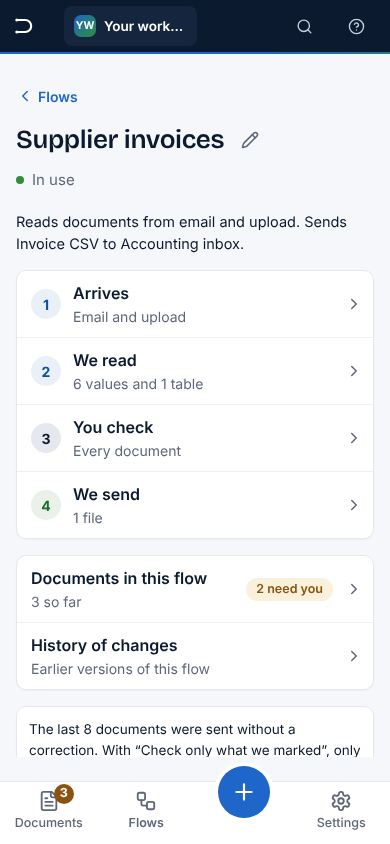 YW Your work...
Flows
Supplier invoices
In use
Reads documents from email and upload. Sends
Invoice CSV to Accounting inbox.
1
Arrives
Email and upload
2
We read
6 values and 1 table
3
You check
Every document
4
We send
1 file
Documents in this flow
3 so far
2 need you
History of changes
Earlier versions of this flow
The last 8 documents were sent without a
correction. With “Check only what we marked”, only
3
Documents
Flows
Settings